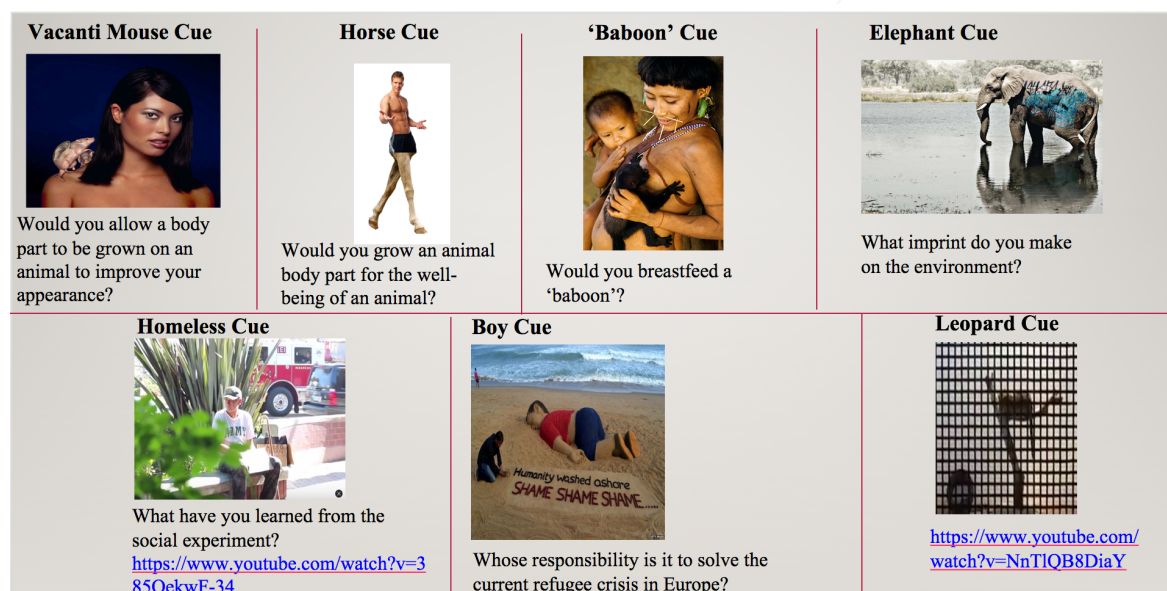 Vacanti Mouse Cue
Would you allow a body
part to be grown on an
animal to improve your
appearance?
Horse Cue
Would you grow an animal
body part for the well-
being of an animal?
‘Baboon’ Cue
Would you breastfeed a
‘baboon’?
Elephant Cue
What imprint do you make
on the environment?
Homeless Cue
ARMY
What have you learned from the
social experiment?
https://www.youtube.com/watch?v=3
85QekwF-34
Boy Cue
Humanity washed ashore
SHAME SHAME SHAME....
Whose responsibility is it to solve the
current refugee crisis in Europe?
Leopard Cue
https://www.youtube.com/
watch?v=NnTlQB8DiaY